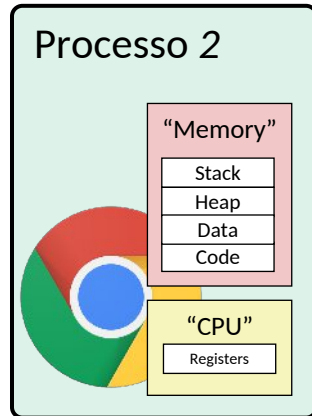 Processo 2
“Memory”
Stack
Heap
Data
Code
“CPU”
Registers